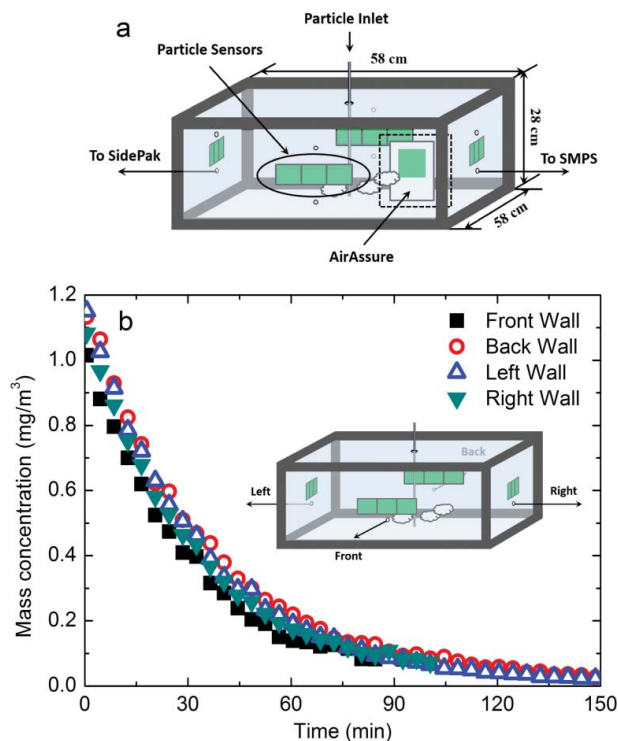 a
Particle Inlet
Particle Sensors
58 cm
28 cm
To SidePak
To SMPS
58 cm
AirAssure
b
Front Wall
Back Wall
Left Wall
Right Wall
Back
Left
Right
Front
1.2
1.0
0.8
0.6
0.4
0.2
0.0
Mass concentration (mg/m³)
0
30
60
90
120
150
Time (min)